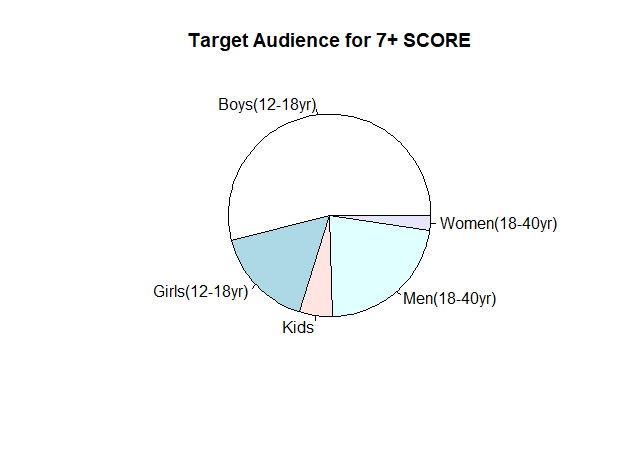 Target Audience for 7+ SCORE
Boys(12-18yr)
Women(18-40yr)
Girls(12-18yr)
Men(18-40yr)
Kids